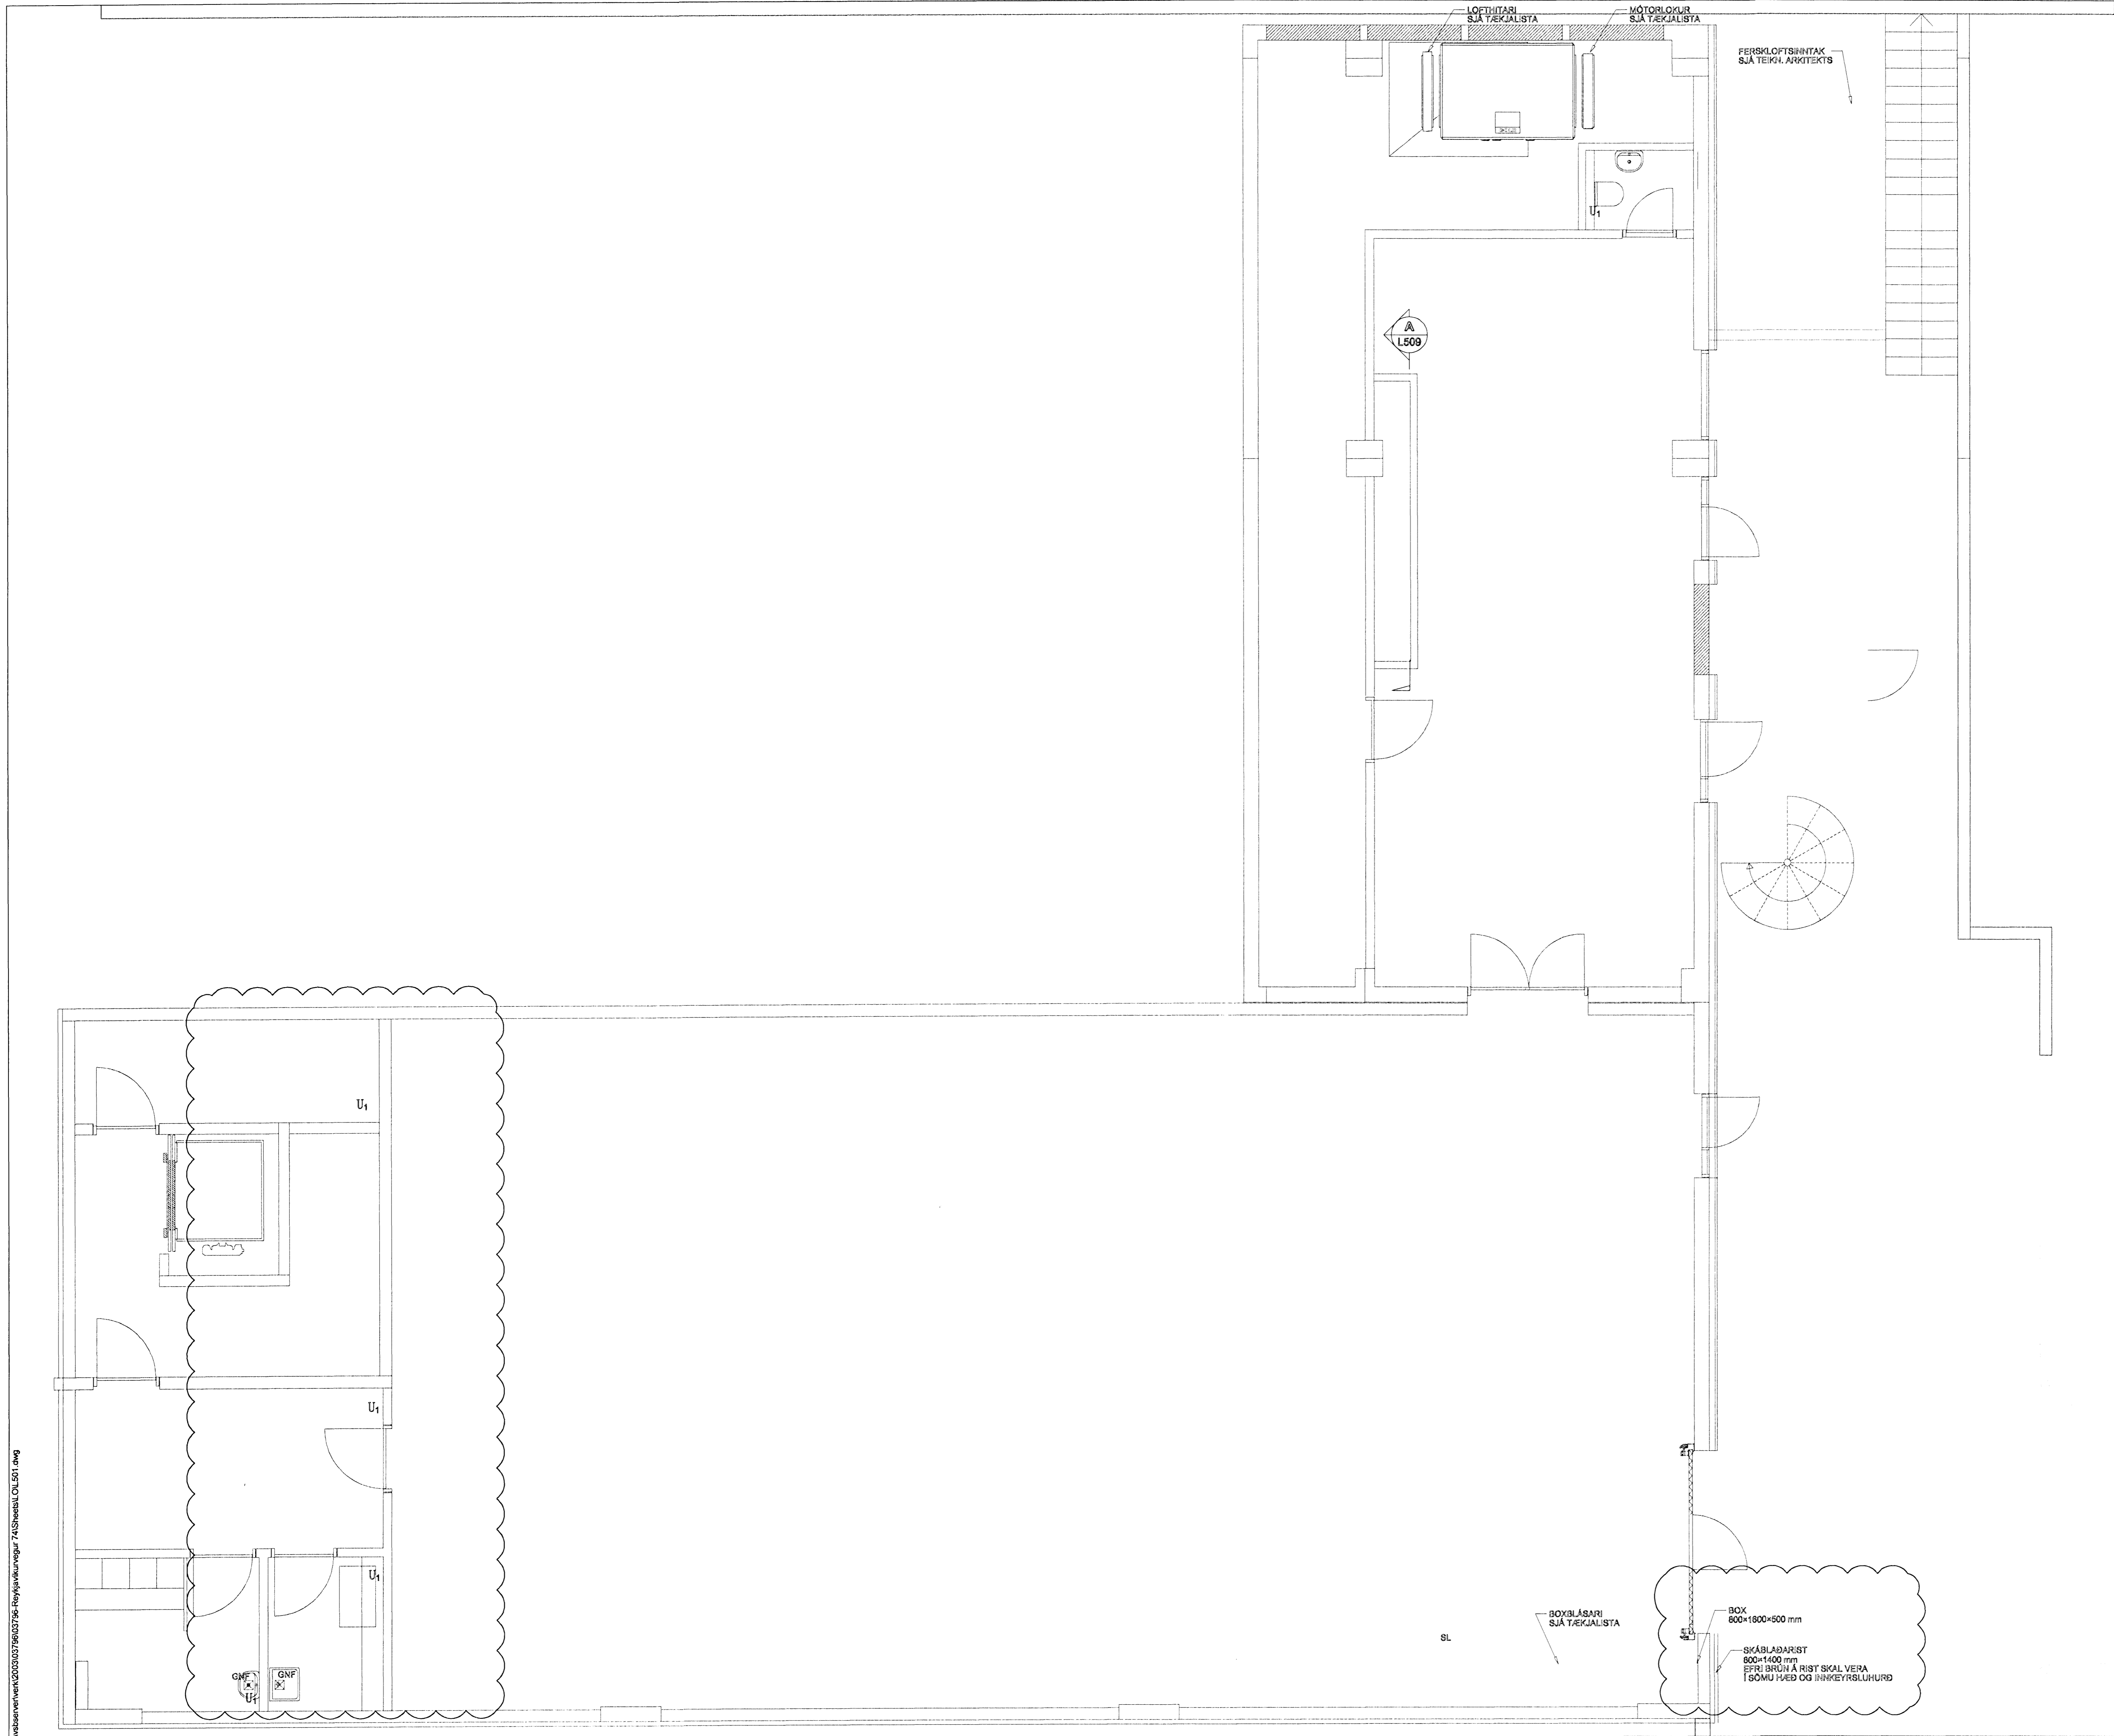 LOFTHITARI
SJÁ TÆKJALISTA
MÓTORLOKUR
SJÁ TÆKJALISTA
FERSKLOFTSINNTAK
SJÁ TEIKN. ARKITEKTS
U1
A
L509
U1
U1
U1
GNF
GNF
U1
SL
BOXBLÁSARI
SJÁ TÆKJALISTA
BOX
800×1600×500 mm
SKÁBLAÐARIST
800×1400 mm
EFRI BRÚN Á RIST SKAL VERA
Í SÖMU HÆÐ OG INNKEYRSLUHURÐ